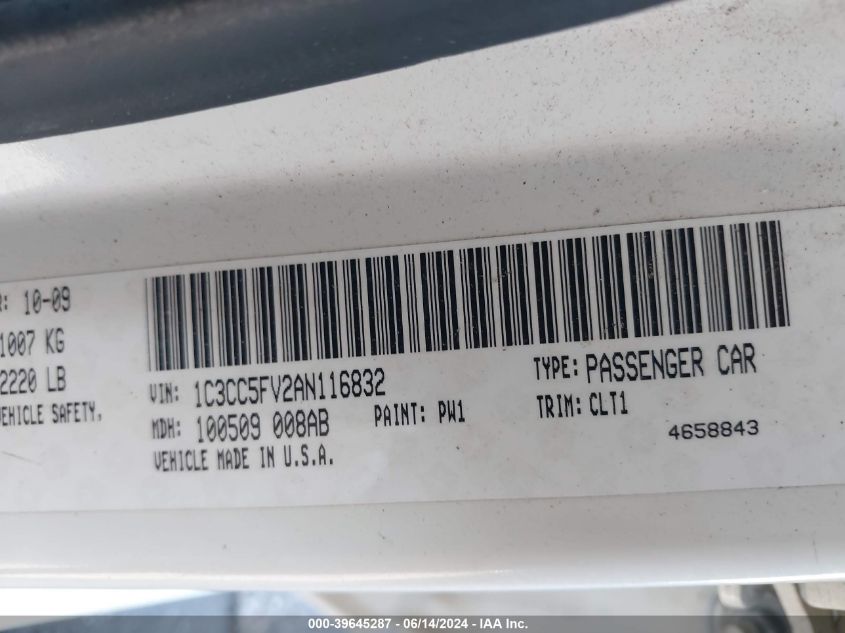 R: 10-09
1007 KG
2220 LB
VEHICLE SAFETY,
VIN: 1C3CC5FV2AN116832
TYPE: PASSENGER CAR
MDH: 100509 008AB
PAINT: PW1
TRIM: CLT1
VEHICLE MADE IN U.S.A.
4658843
000-39645287 - 06/14/2024 - IAA Inc.